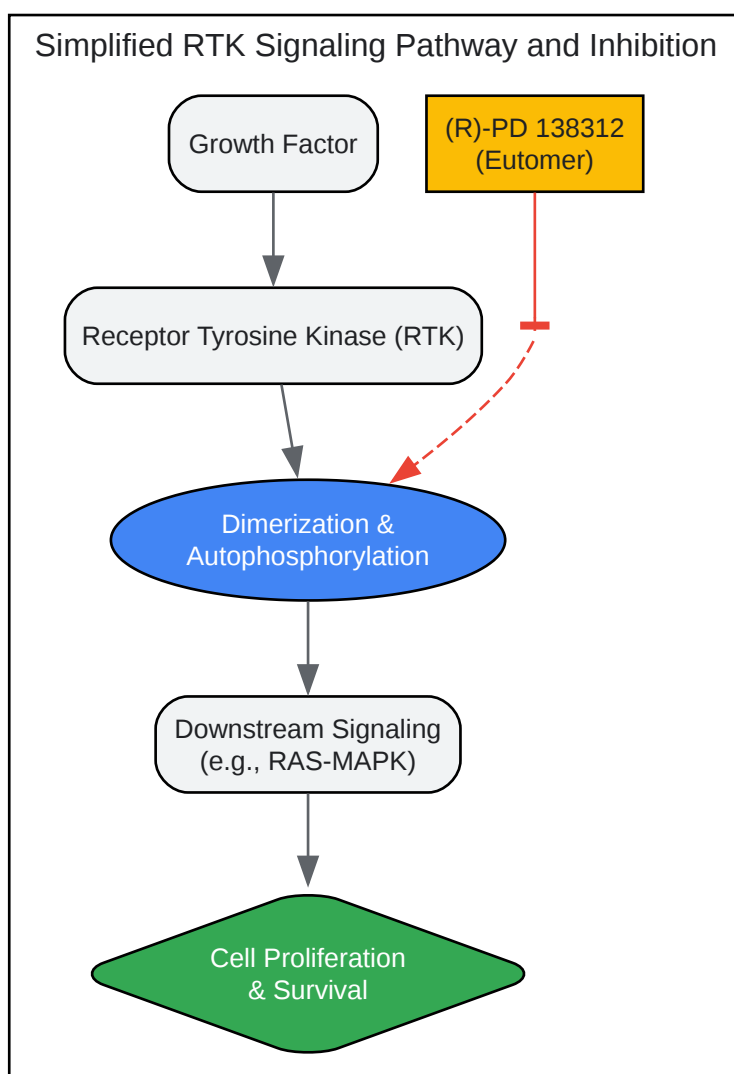 Simplified RTK Signaling Pathway and Inhibition
Growth Factor
(R)-PD 138312
(Eutomer)
Receptor Tyrosine Kinase (RTK)
Dimerization &
Autophosphorylation
Downstream Signaling
(e.g., RAS-MAPK)
Cell Proliferation
& Survival